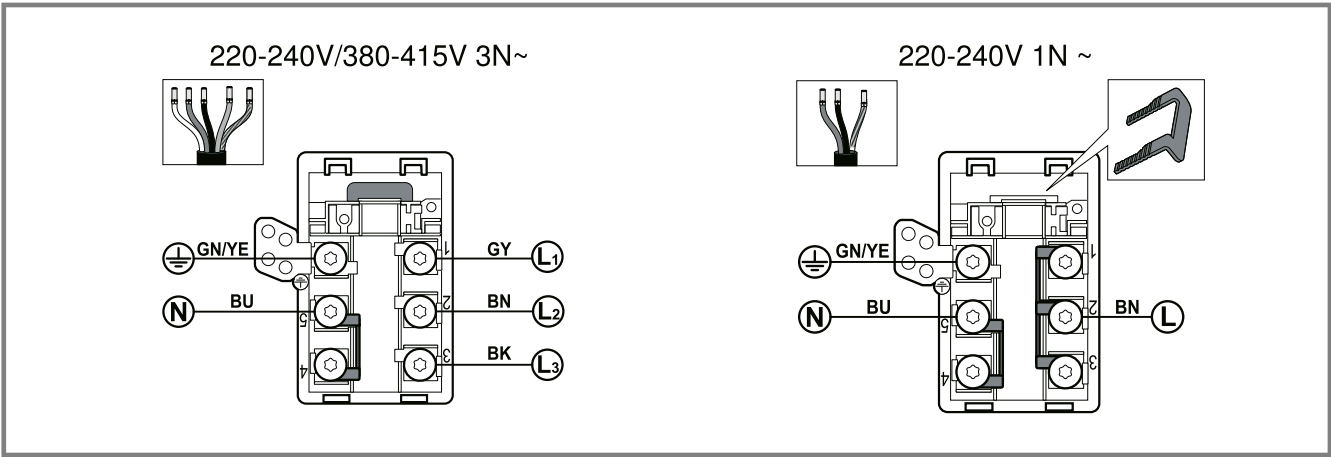 220-240V/380-415V 3N~
GN/YE
BU
1
2
3
5
4
GY
BN
BK
L1
L2
L3
N
220-240V 1N ~
GN/YE
BU
1
2
3
5
4
BN
L
N